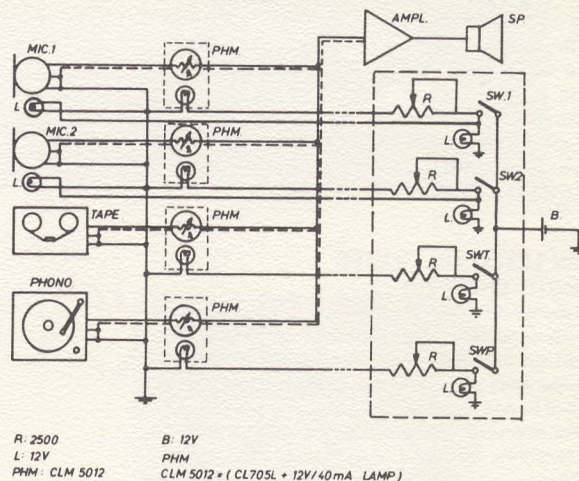 AMPL. SP.
MIC.1 PHM.
L. R SW.1
MIC.2 PHM. L.
L. R SW2
TAPE PHM L.
B.
R SWT.
PHONO PHM L.
R SWP.
L.
R: 2500 B: 12V
L: 12V PHM
PHM: CLM 5012 CLM 5012 = ( CL705L + 12V/40mA LAMP )